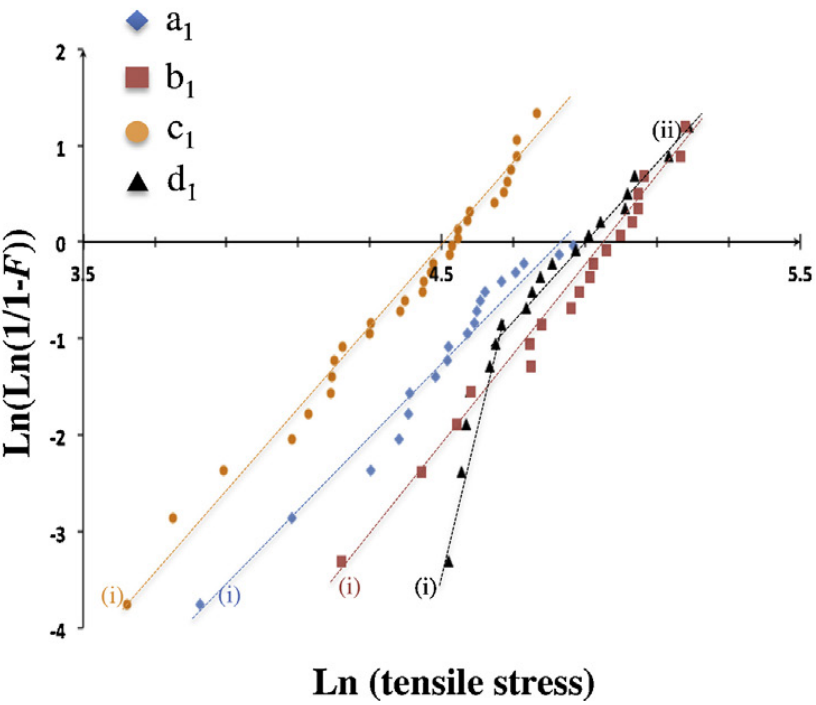 a1
b1
c1
d1
2
1
0
-1
-2
-3
-4
3.5
4.5
5.5
(i)
(i)
(i)
(i)
(ii)
Ln(Ln(1/1-F))
Ln (tensile stress)